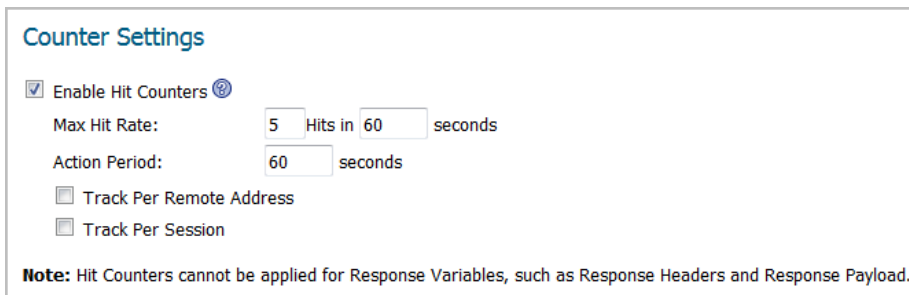 Counter Settings
Enable Hit Counters ?
Max Hit Rate: 5 Hits in 60 seconds
Action Period: 60 seconds
Track Per Remote Address
Track Per Session
Note: Hit Counters cannot be applied for Response Variables, such as Response Headers and Response Payload.